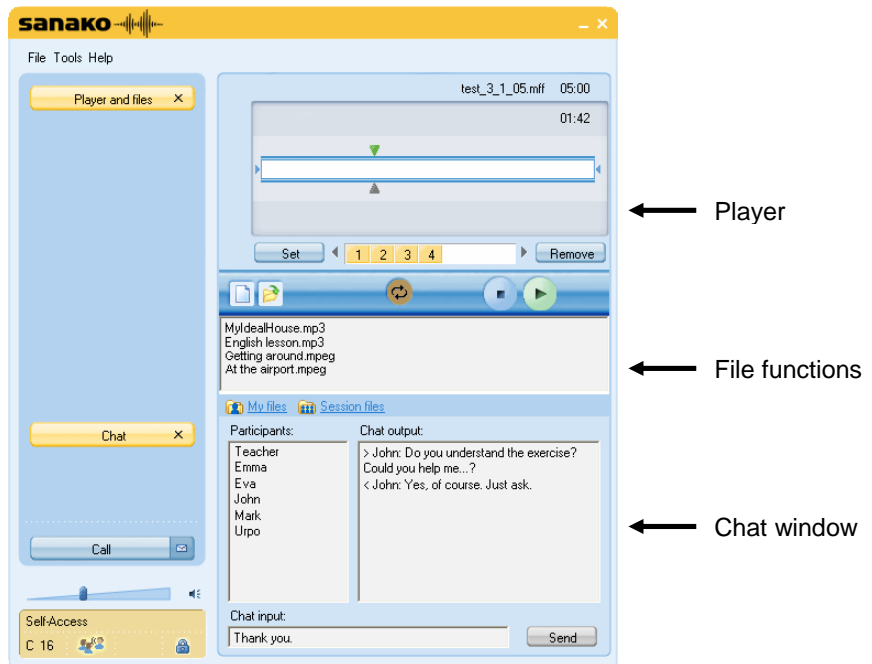 sanako
File Tools Help
Player and files
test_3_1_05.mff 05:00
01:42
Player
Set 1 2 3 4 Remove
MyIdealHouse.mp3
English lesson.mp3
Getting around.mpeg
At the airport.mpeg
File functions
My files Session files
Chat
Participants:
Teacher
Emma
Eva
John
Mark
Urpo
Chat output:
> John: Do you understand the exercise?
Could you help me...?
< John: Yes, of course. Just ask.
Chat window
Call
Self-Access
C 16
Chat input:
Thank you.
Send